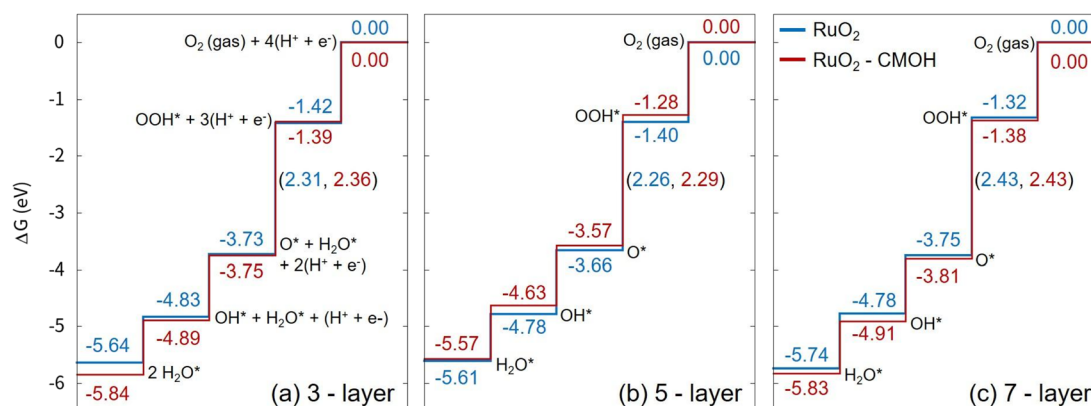 ΔG (eV)
0
-1
-2
-3
-4
-5
-6
O₂ (gas) + 4(H⁺ + e⁻)
0.00
0.00
OOH* + 3(H⁺ + e⁻)
-1.42
-1.39
(2.31, 2.36)
-3.73
-3.75
O* + H₂O*
+ 2(H⁺ + e⁻)
-4.83
-4.89
OH* + H₂O* + (H⁺ + e-)
-5.64
-5.84
2 H₂O*
(a) 3 - layer
O₂ (gas)
0.00
0.00
OOH*
-1.28
-1.40
(2.26, 2.29)
-3.57
-3.66
O*
-4.63
-4.78
OH*
-5.57
-5.61
H₂O*
(b) 5 - layer
RuO₂
RuO₂ - CMOH
O₂ (gas)
0.00
0.00
OOH*
-1.32
-1.38
(2.43, 2.43)
-3.75
-3.81
O*
-4.78
-4.91
OH*
-5.74
-5.83
H₂O*
(c) 7 - layer